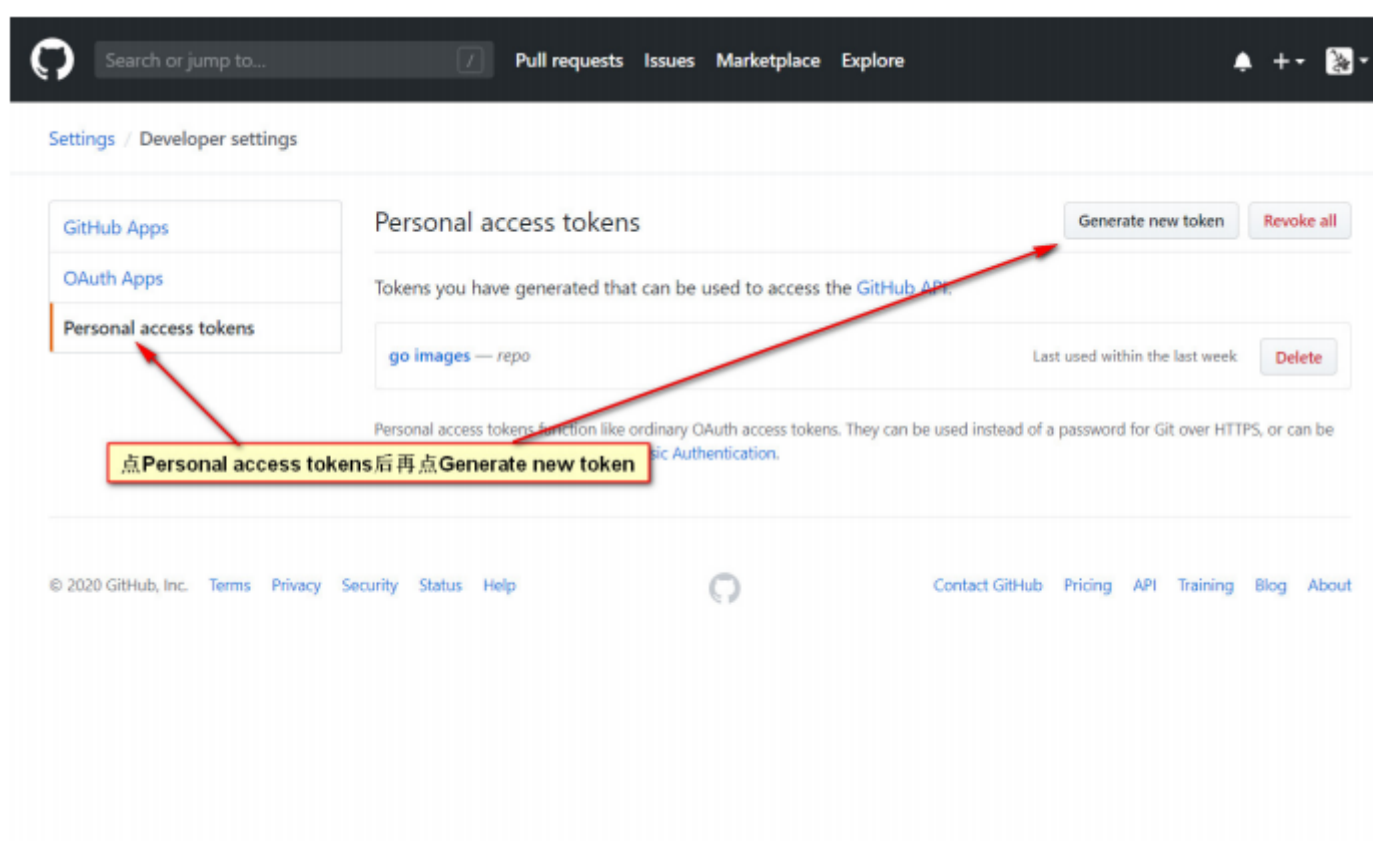 Search or jump to... / Pull requests Issues Marketplace Explore
Settings / Developer settings
GitHub Apps
OAuth Apps
Personal access tokens
Personal access tokens
Generate new token
Revoke all
Tokens you have generated that can be used to access the GitHub API.
go images — repo
Last used within the last week
Delete
Personal access tokens function like ordinary OAuth access tokens. They can be used instead of a password for Git over HTTPS, or can be
sic Authentication.
点Personal access tokens后再点Generate new token
© 2020 GitHub, Inc. Terms Privacy Security Status Help
Contact GitHub Pricing API Training Blog About